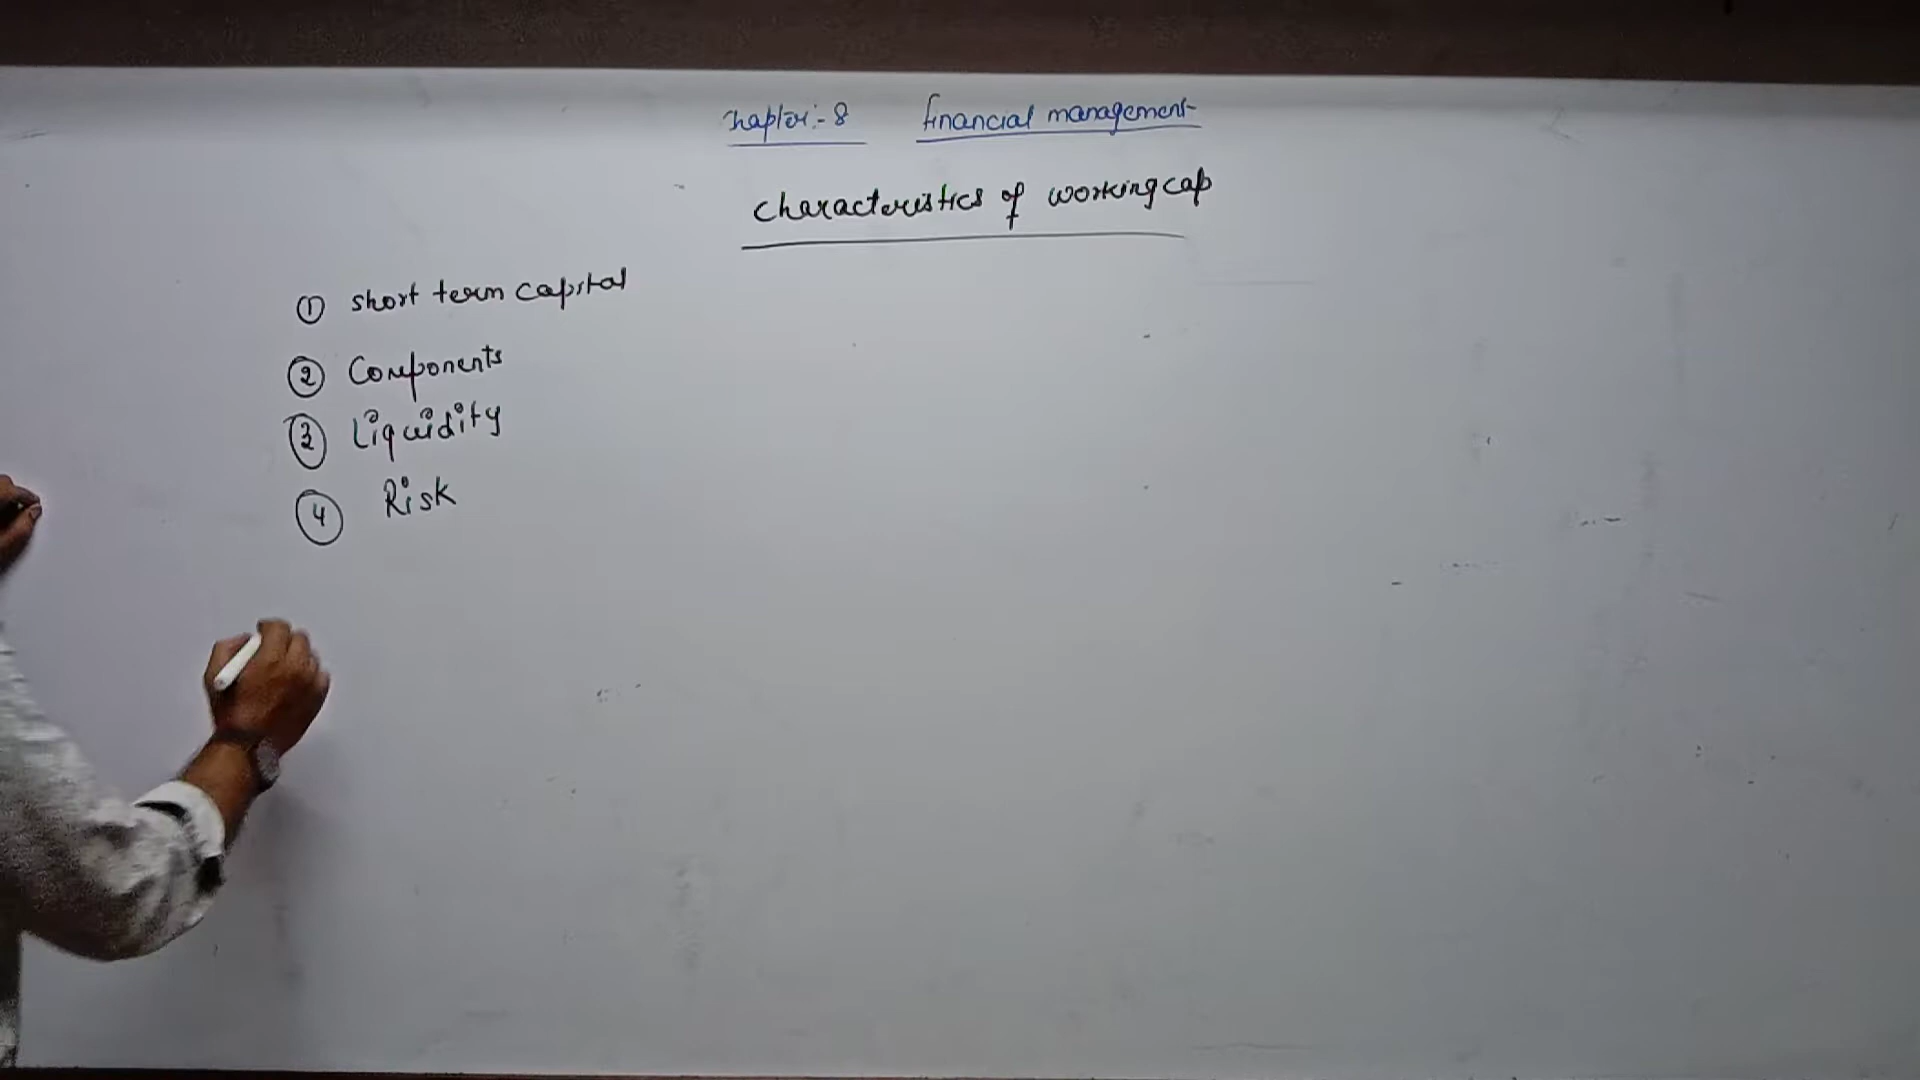 Chapter:- 8 financial management
Characteristics of working cap
① Short term capital
② Components
③ Liquidity
④ Risk